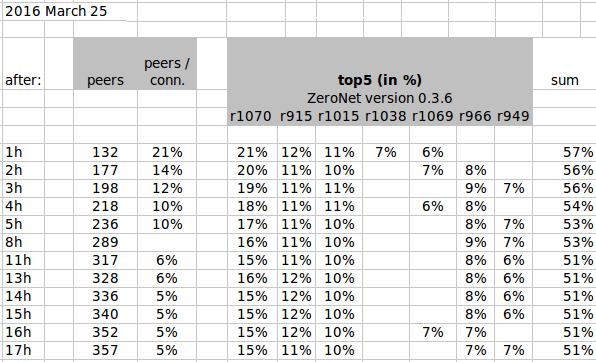 2016 March 25
peers /
after: peers conn. top5 (in %) sum
ZeroNet version 0.3.6
r1070 r915 r1015 r1038 r1069 r966 r949
1h 132 21% 21% 12% 11% 7% 6% 57%
2h 177 14% 20% 11% 10% 7% 8% 56%
3h 198 12% 19% 11% 11% 9% 7% 56%
4h 218 10% 18% 11% 11% 6% 8% 54%
5h 236 10% 17% 11% 10% 8% 7% 53%
8h 289 16% 11% 10% 9% 7% 53%
11h 317 6% 15% 11% 10% 8% 6% 51%
13h 328 6% 16% 12% 10% 8% 6% 51%
14h 336 5% 15% 12% 10% 8% 6% 51%
15h 340 5% 15% 12% 10% 8% 6% 51%
16h 352 5% 15% 12% 10% 7% 7% 51%
17h 357 5% 15% 11% 10% 7% 7% 51%